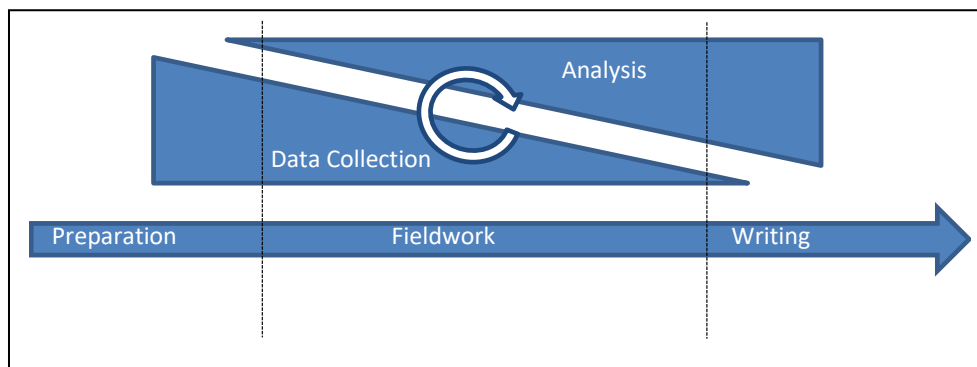 Analysis
Data Collection
Preparation
Fieldwork
Writing